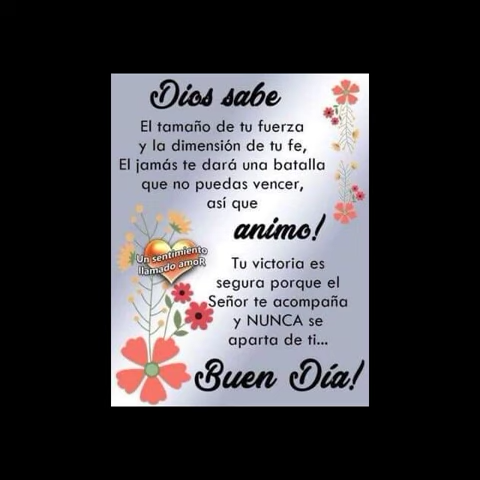 Dios sabe
El tamaño de tu fuerza
y la dimensión de tu fe,
El jamás te dará una batalla
que no puedas vencer,
así que
animo!
Un sentimiento
llamado amoR
Tu victoria es
segura porque el
Señor te acompaña
y NUNCA se
aparta de ti...
Buen Día!